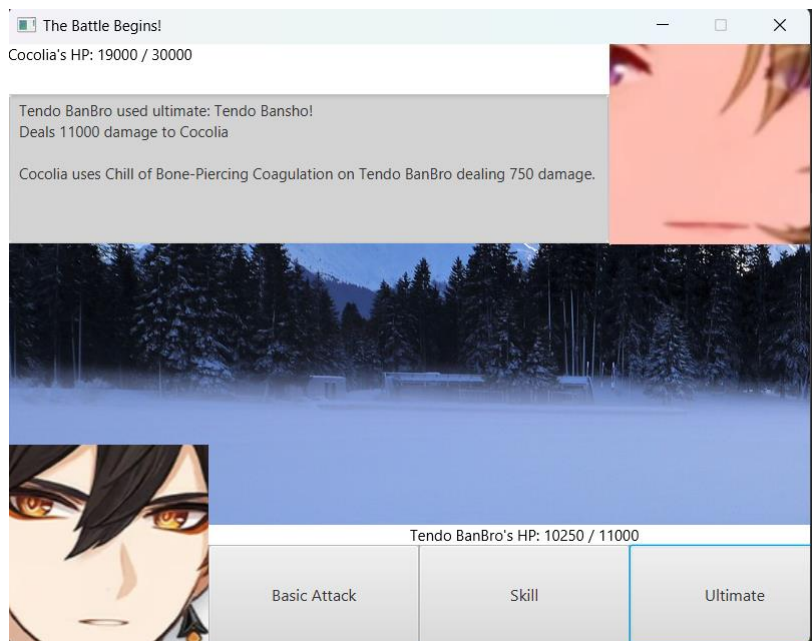 The Battle Begins!
Cocolia's HP: 19000 / 30000
Tendo BanBro used ultimate: Tendo Bansho!
Deals 11000 damage to Cocolia
Cocolia uses Chill of Bone-Piercing Coagulation on Tendo BanBro dealing 750 damage.
Tendo BanBro's HP: 10250 / 11000
Basic Attack
Skill
Ultimate